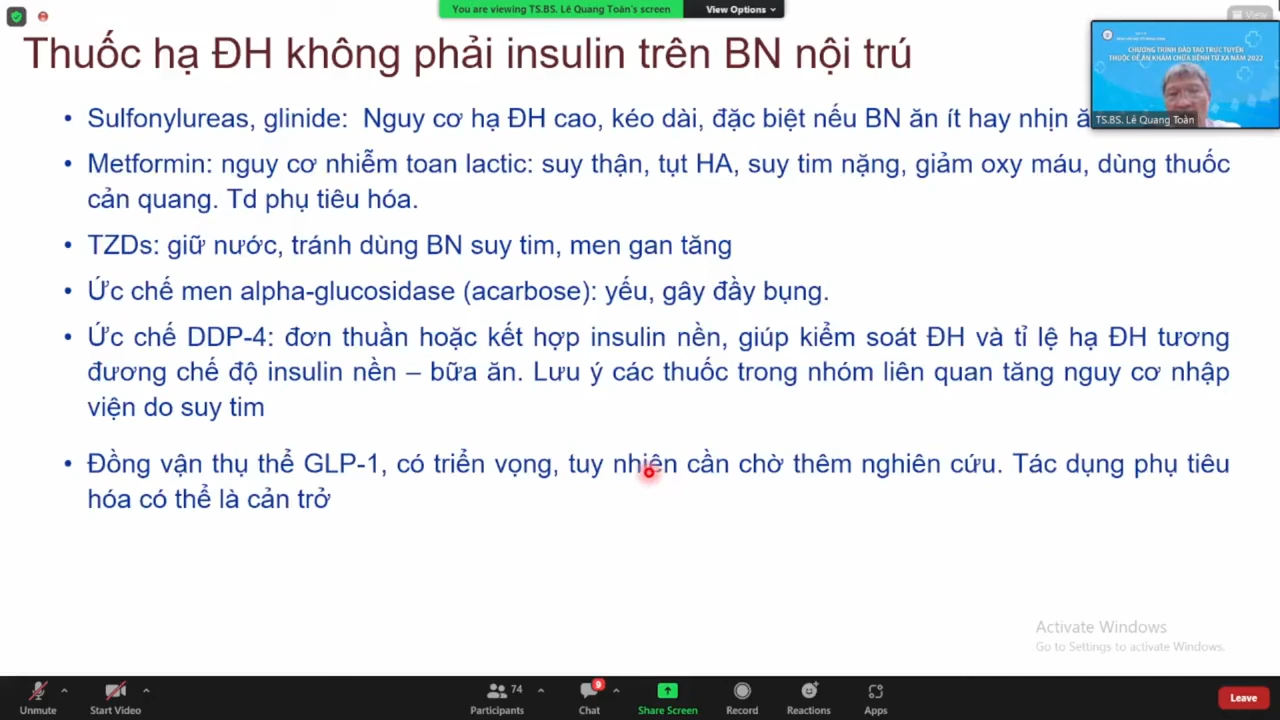 You are viewing TS.BS. Lê Quang Toàn's screen
View Options
View
Thuốc hạ ĐH không phải insulin trên BN nội trú
CHƯƠNG TRÌNH ĐÀO TẠO TRỰC TUYẾN
THUỘC ĐỀ ÁN KHÁM CHỮA BỆNH TỪ XA NĂM 2022
TS.BS. Lê Quang Toàn
• Sulfonylureas, glinide: Nguy cơ hạ ĐH cao, kéo dài, đặc biệt nếu BN ăn ít hay nhịn
• Metformin: nguy cơ nhiễm toan lactic: suy thận, tụt HA, suy tim nặng, giảm oxy máu, dùng thuốc
cản quang. Td phụ tiêu hóa.
• TZDs: giữ nước, tránh dùng BN suy tim, men gan tăng
• Ức chế men alpha-glucosidase (acarbose): yếu, gây đầy bụng.
• Ức chế DDP-4: đơn thuần hoặc kết hợp insulin nền, giúp kiểm soát ĐH và tỉ lệ hạ ĐH tương
đương chế độ insulin nền – bữa ăn. Lưu ý các thuốc trong nhóm liên quan tăng nguy cơ nhập
viện do suy tim
• Đồng vận thụ thể GLP-1, có triển vọng, tuy nhiên cần chờ thêm nghiên cứu. Tác dụng phụ tiêu
hóa có thể là cản trở
Activate Windows
Go to Settings to activate Windows.
Unmute
Start Video
Participants
74
Chat
9
Share Screen
Record
Reactions
Apps
Leave